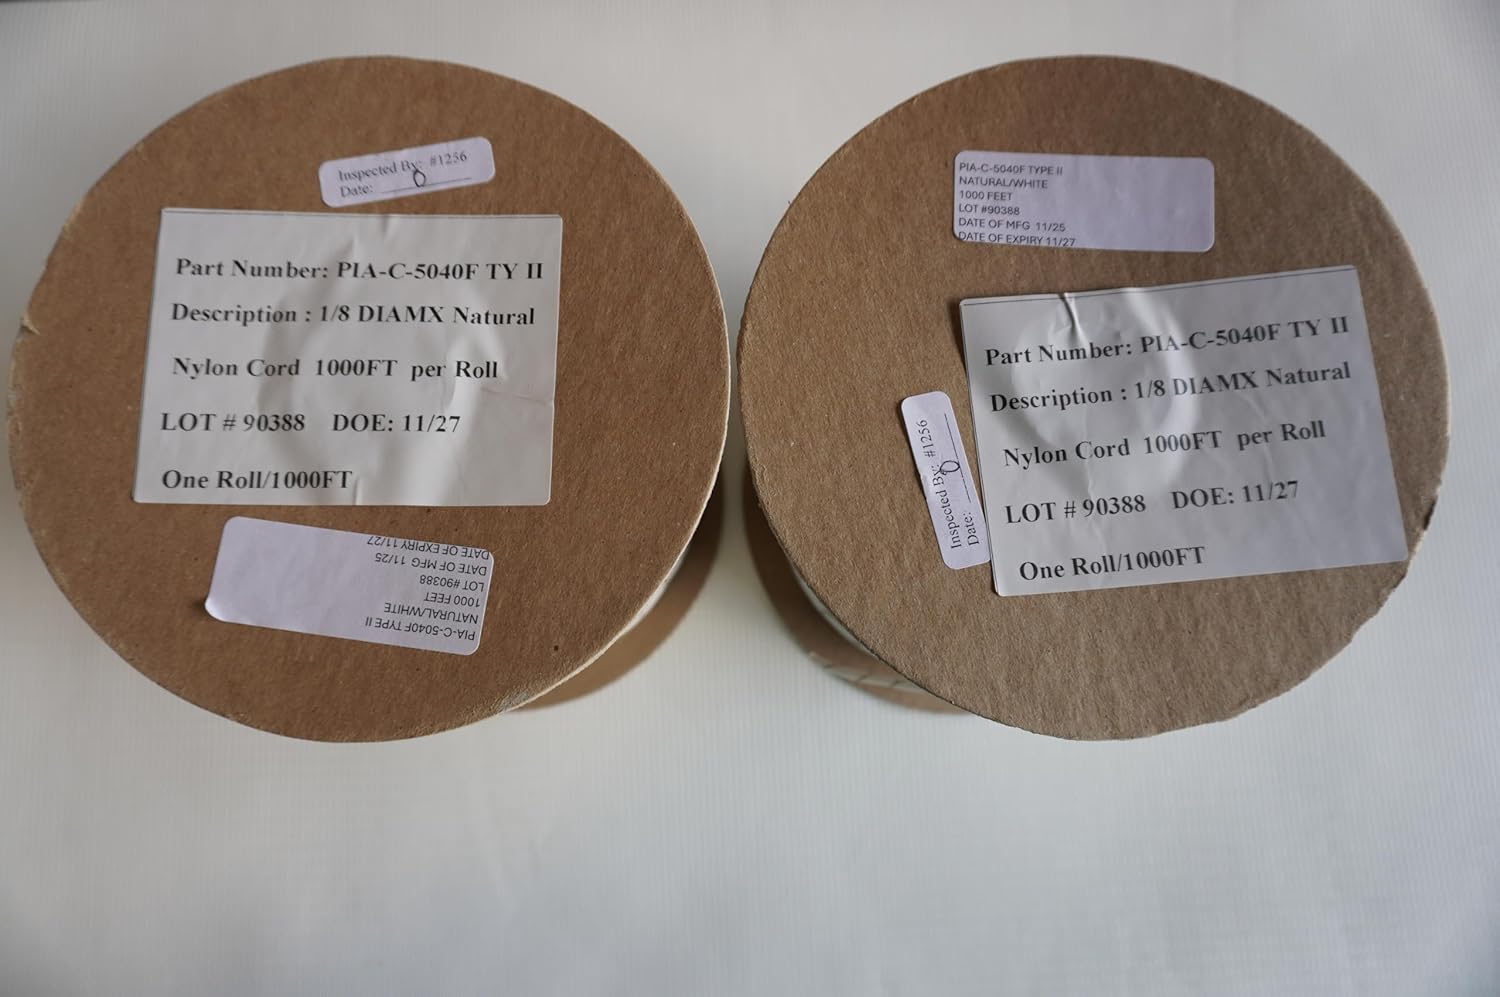 Inspected By: #1256
Date:
Part Number: PIA-C-5040F TY II
Description : 1/8 DIAMX Natural
Nylon Cord 1000FT per Roll
LOT # 90388 DOE: 11/27
One Roll/1000FT
PIA-C-5040F TYPE II
NATURAL/WHITE
1000 FEET
LOT #90388
DATE OF MFG 11/25
DATE OF EXPIRY 11/27
PIA-C-5040F TYPE II
NATURAL/WHITE
1000 FEET
LOT #90388
DATE OF MFG 11/25
DATE OF EXPIRY 11/27
Part Number: PIA-C-5040F TY II
Description : 1/8 DIAMX Natural
Nylon Cord 1000FT per Roll
LOT # 90388 DOE: 11/27
One Roll/1000FT
Inspected By: #1256
Date: